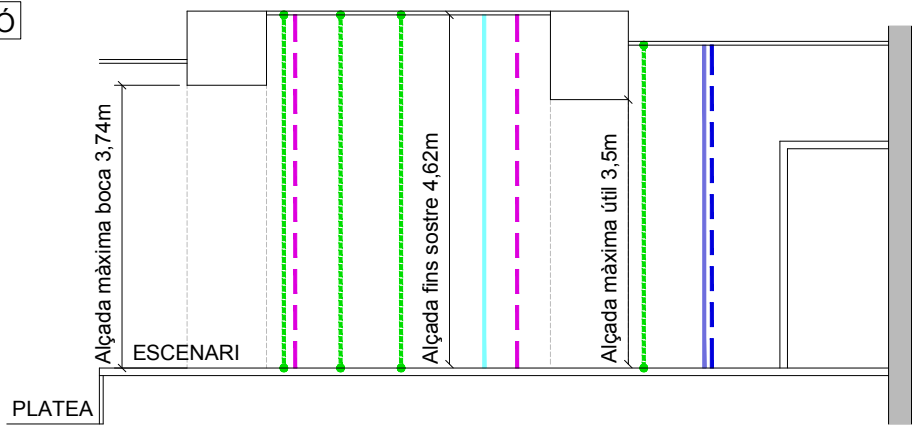 Ó
Alçada màxima boca 3,74m
Alçada fins sostre 4,62m
Alçada màxima útil 3,5m
ESCENARI
PLATEA